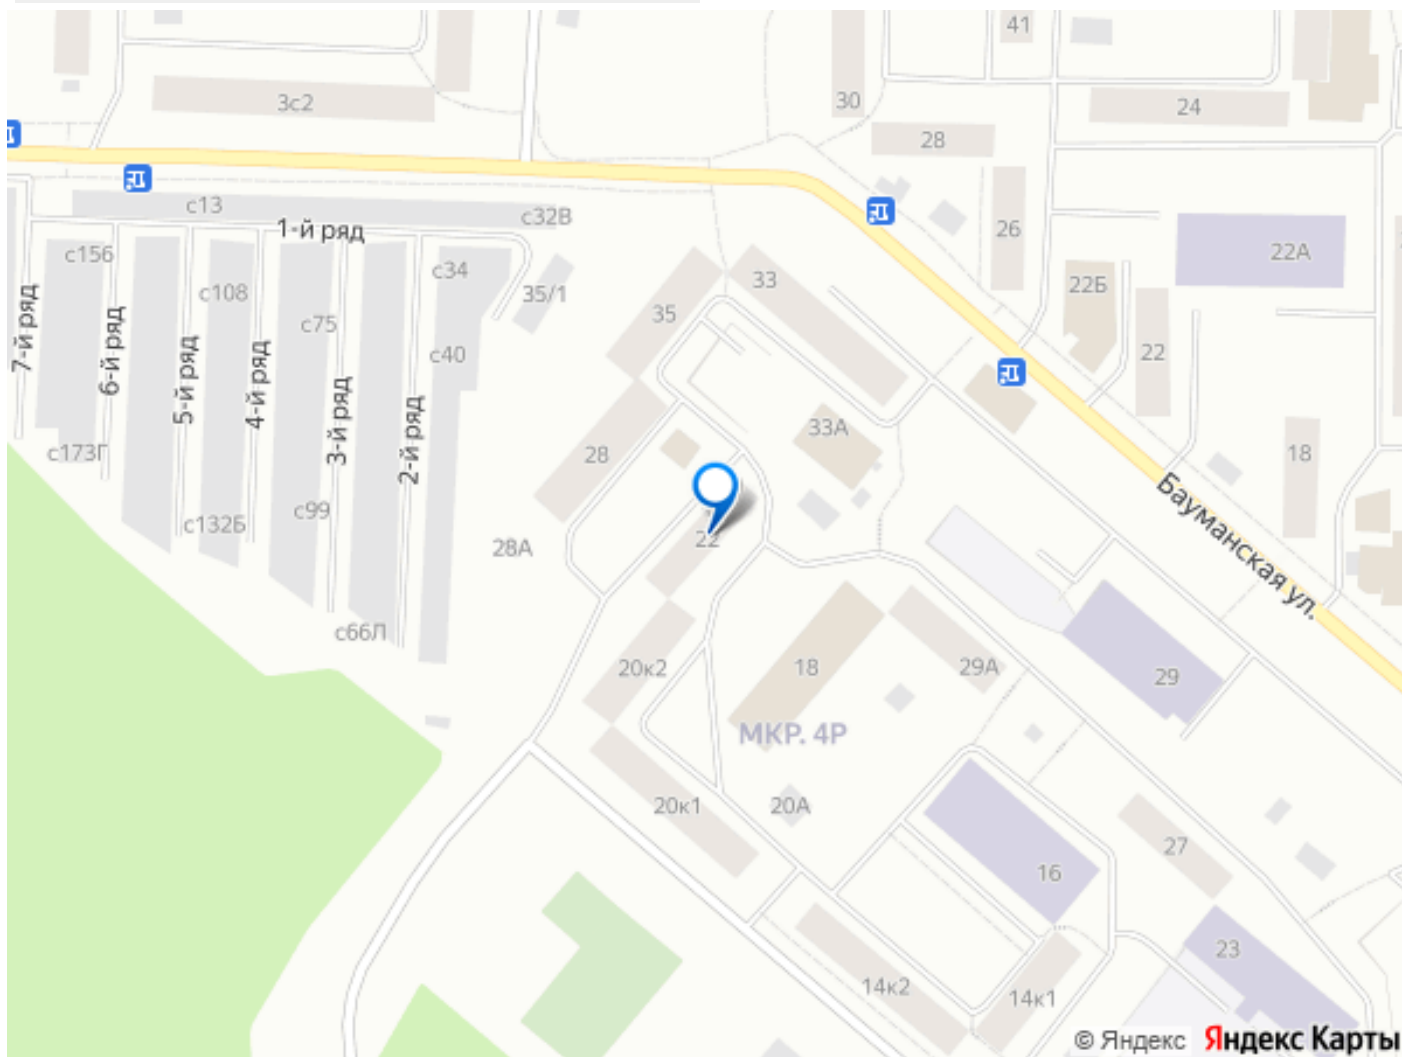 41
3с2
30
24
28
с13
с32В
1-й ряд
26
с156
с34
22А
33
35/1
22Б
с108
35
7-й ряд
6-й ряд
5-й ряд
4-й ряд
с75
с40
22
3-й ряд
2-й ряд
33А
с173Г
28
18
Бауманская ул.
с99
с132Б
22
28А
с66Л
20к2
18
29А
29
МКР. 4Р
20к1
20А
27
16
23
14к2
14к1
© Яндекс Яндекс Карты